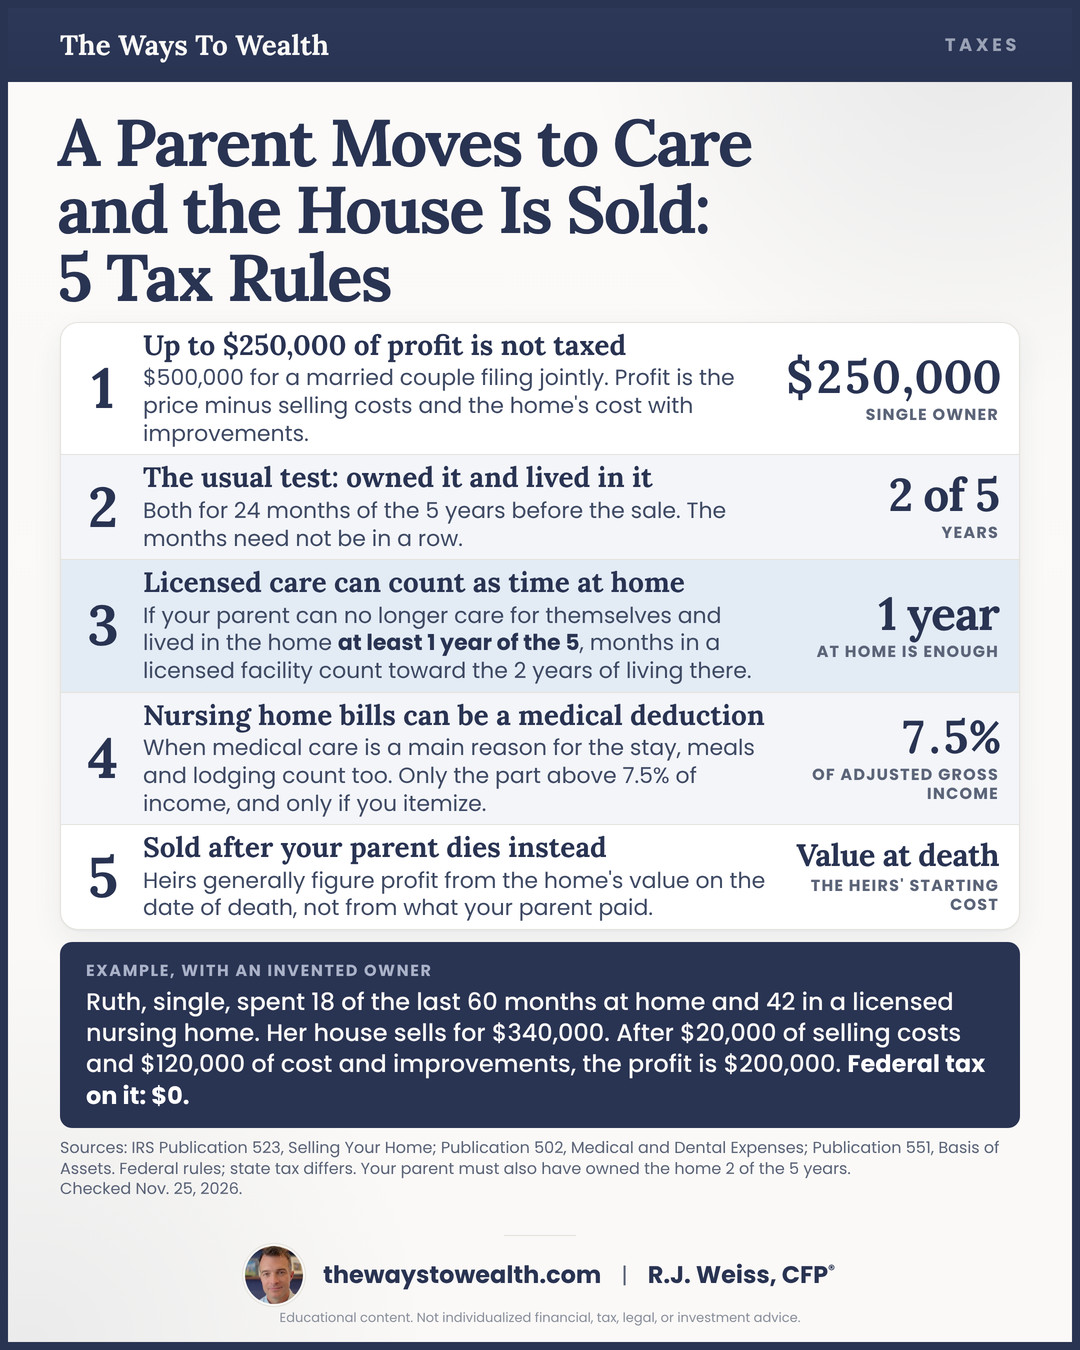 The Ways To Wealth
TAXES
A Parent Moves to Care
and the House Is Sold:
5 Tax Rules
1
Up to $250,000 of profit is not taxed
$500,000 for a married couple filing jointly. Profit is the
price minus selling costs and the home's cost with
improvements.
$250,000
SINGLE OWNER
2
The usual test: owned it and lived in it
Both for 24 months of the 5 years before the sale. The
months need not be in a row.
2 of 5
YEARS
3
Licensed care can count as time at home
If your parent can no longer care for themselves and
lived in the home at least 1 year of the 5, months in a
licensed facility count toward the 2 years of living there.
1 year
AT HOME IS ENOUGH
4
Nursing home bills can be a medical deduction
When medical care is a main reason for the stay, meals
and lodging count too. Only the part above 7.5% of
income, and only if you itemize.
7.5%
OF ADJUSTED GROSS
INCOME
5
Sold after your parent dies instead
Heirs generally figure profit from the home's value on the
date of death, not from what your parent paid.
Value at death
THE HEIRS' STARTING
COST
EXAMPLE, WITH AN INVENTED OWNER
Ruth, single, spent 18 of the last 60 months at home and 42 in a licensed
nursing home. Her house sells for $340,000. After $20,000 of selling costs
and $120,000 of cost and improvements, the profit is $200,000. Federal tax
on it: $0.
Sources: IRS Publication 523, Selling Your Home; Publication 502, Medical and Dental Expenses; Publication 551, Basis of
Assets. Federal rules; state tax differs. Your parent must also have owned the home 2 of the 5 years.
Checked Nov. 25, 2026.
thewaystowealth.com | R.J. Weiss, CFP®
Educational content. Not individualized financial, tax, legal, or investment advice.